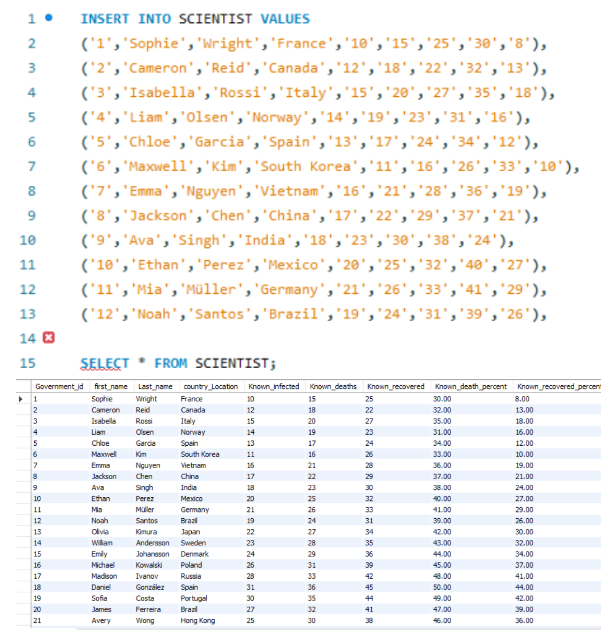 1 INSERT INTO SCIENTIST VALUES
2 ('1','Sophie','Wright','France','10','15','25','30','8'),
3 ('2','Cameron','Reid','Canada','12','18','22','32','13'),
4 ('3','Isabella','Rossi','Italy','15','20','27','35','18'),
5 ('4','Liam','Olsen','Norway','14','19','23','31','16'),
6 ('5','Chloe','Garcia','Spain','13','17','24','34','12'),
7 ('6','Maxwell','Kim','South Korea','11','16','26','33','10'),
8 ('7','Emma','Nguyen','Vietnam','16','21','28','36','19'),
9 ('8','Jackson','Chen','China','17','22','29','37','21'),
10 ('9','Ava','Singh','India','18','23','30','38','24'),
11 ('10','Ethan','Perez','Mexico','20','25','32','40','27'),
12 ('11','Mia','Müller','Germany','21','26','33','41','29'),
13 ('12','Noah','Santos','Brazil','19','24','31','39','26'),
14
15 SELECT * FROM SCIENTIST;
Government_id first_name Last_name country_Location Known_infected Known_deaths Known_recovered Known_death_percent Known_recovered_percent
1 Sophie Wright France 10 15 25 30.00 8.00
2 Cameron Reid Canada 12 18 22 32.00 13.00
3 Isabella Rossi Italy 15 20 27 35.00 18.00
4 Liam Olsen Norway 14 19 23 31.00 16.00
5 Chloe Garcia Spain 13 17 24 34.00 12.00
6 Maxwell Kim South Korea 11 16 26 33.00 10.00
7 Emma Nguyen Vietnam 16 21 28 36.00 19.00
8 Jackson Chen China 17 22 29 37.00 21.00
9 Ava Singh India 18 23 30 38.00 24.00
10 Ethan Perez Mexico 20 25 32 40.00 27.00
11 Mia Müller Germany 21 26 33 41.00 29.00
12 Noah Santos Brazil 19 24 31 39.00 26.00
13 Olivia Kimura Japan 22 27 34 42.00 30.00
14 William Andersson Sweden 23 28 35 43.00 32.00
15 Emily Johansson Denmark 24 29 36 44.00 34.00
16 Michael Kowalski Poland 26 31 39 45.00 37.00
17 Madison Ivanov Russia 28 33 42 48.00 41.00
18 Daniel González Spain 31 36 45 50.00 44.00
19 Sofia Costa Portugal 30 35 44 49.00 42.00
20 James Ferreira Brazil 27 32 41 47.00 39.00
21 Avery Wong Hong Kong 25 30 38 46.00 36.00